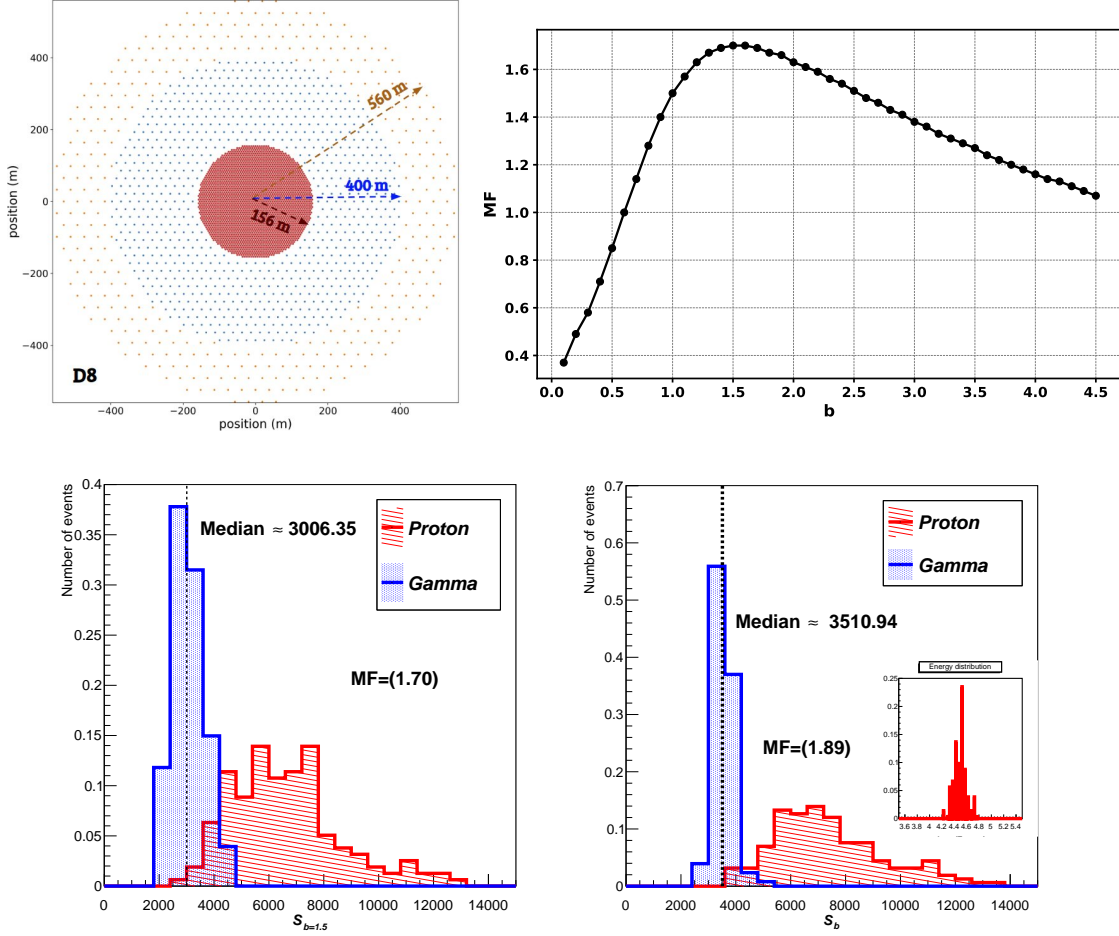 400
200
0
−200
−400
position (m)
−400 −200 0 200 400
position (m)
560 m
400 m
156 m
D8
1.6
1.4
1.2
1.0
0.8
0.6
0.4
MF
0.0 0.5 1.0 1.5 2.0 2.5 3.0 3.5 4.0 4.5
b
0.4
0.35
0.3
0.25
0.2
0.15
0.1
0.05
0
Number of events
Median ≈ 3006.35
Proton
Gamma
MF=(1.70)
0 2000 4000 6000 8000 10000 12000 14000
S_{b=1.5}
0.7
0.6
0.5
0.4
0.3
0.2
0.1
0
Number of events
Proton
Gamma
Median ≈ 3510.94
MF=(1.89)
Energy distribution
0.25
0.2
0.15
0.1
0.05
0
3.6 3.8 4 4.2 4.4 4.6 4.8 5 5.2 5.4
0 2000 4000 6000 8000 10000 12000 14000
S_b